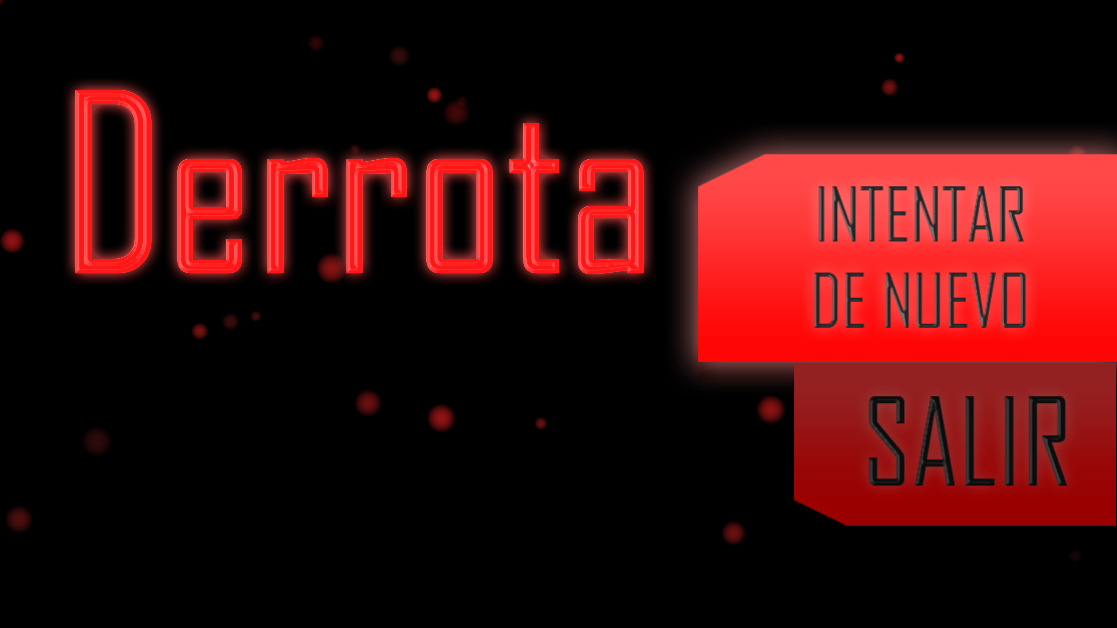 Derrota
INTENTAR
DE NUEVO
SALIR